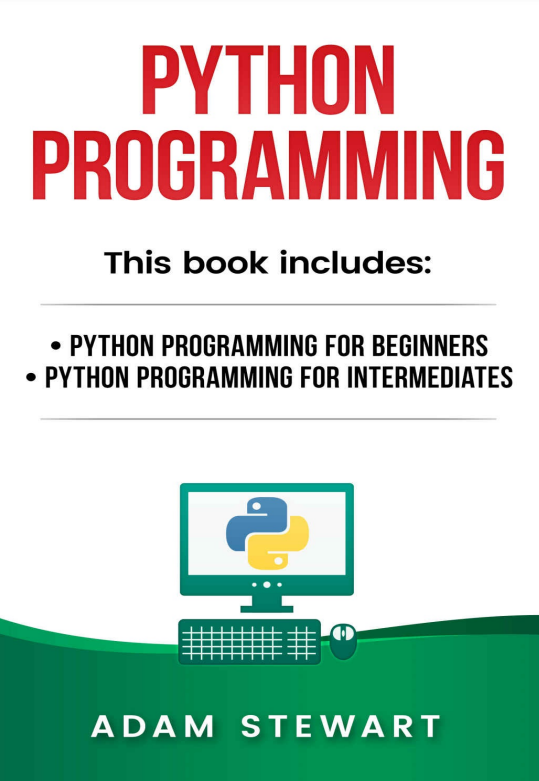 PYTHON
PROGRAMMING
This book includes:
• PYTHON PROGRAMMING FOR BEGINNERS
• PYTHON PROGRAMMING FOR INTERMEDIATES
ADAM STEWART